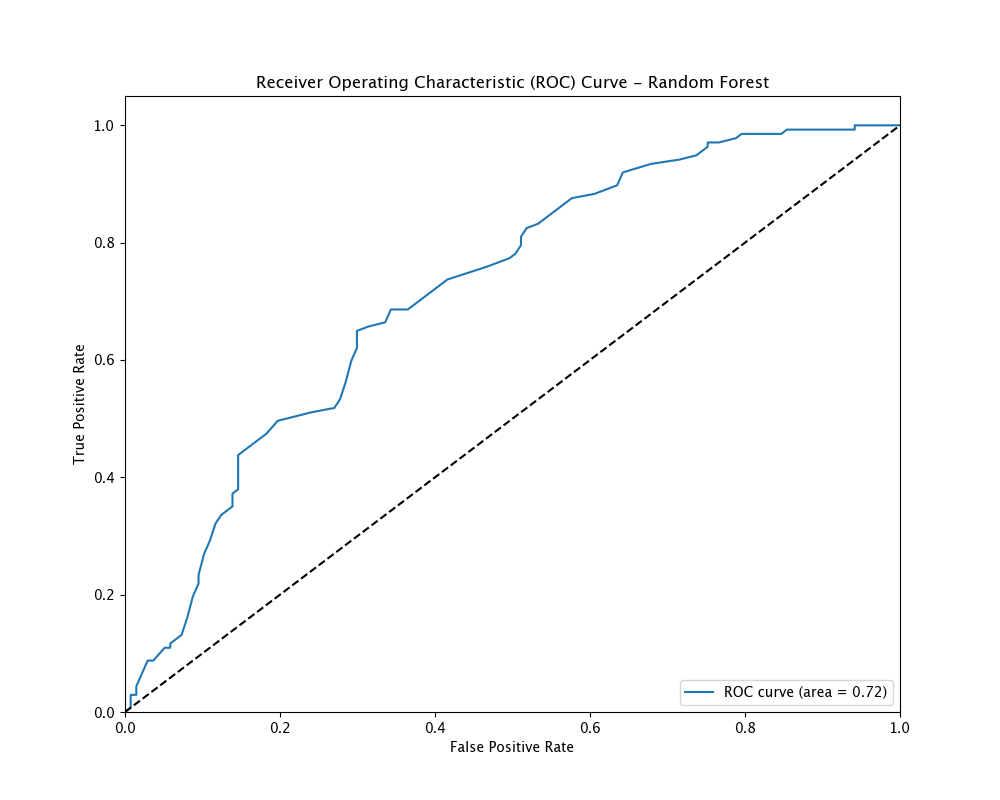 Receiver Operating Characteristic (ROC) Curve – Random Forest
1.0
0.8
0.6
0.4
0.2
0.0
True Positive Rate
0.0 0.2 0.4 0.6 0.8 1.0
False Positive Rate
ROC curve (area = 0.72)